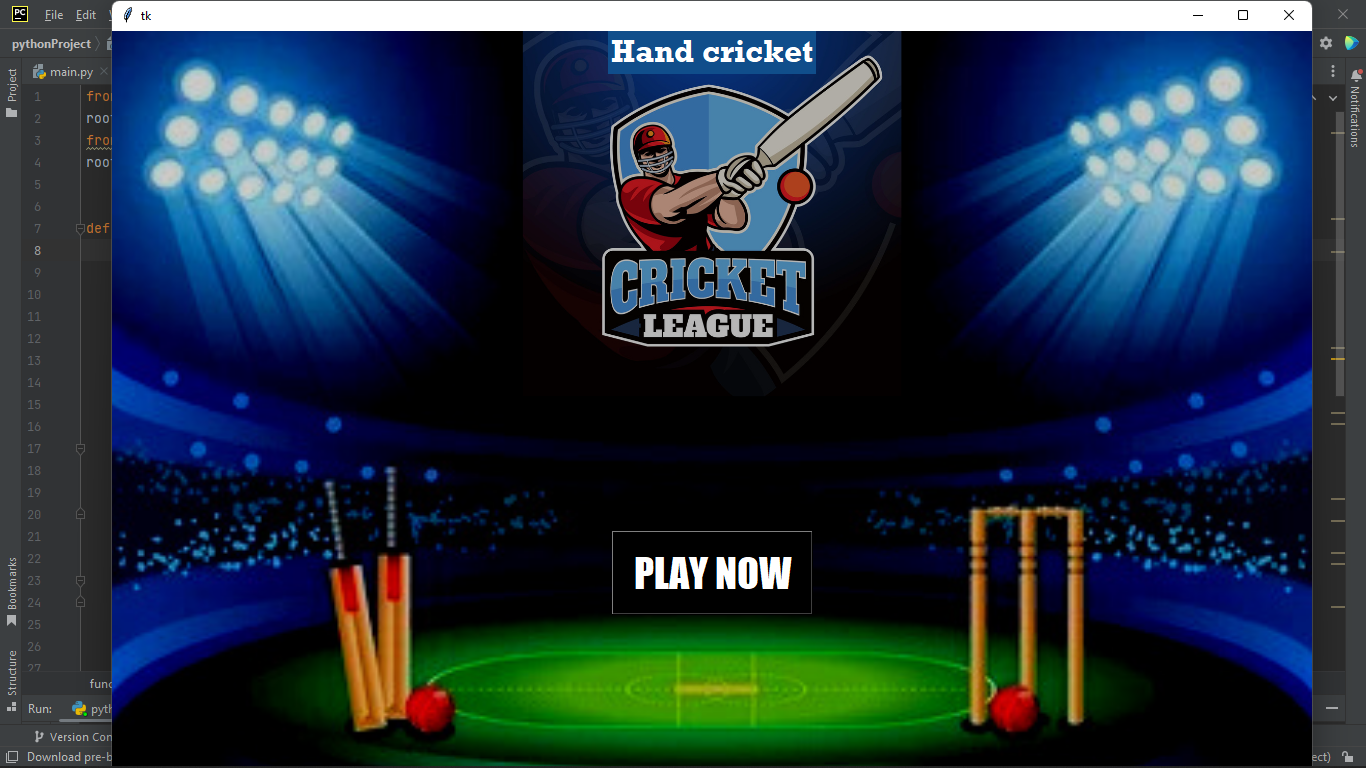 PC File Edit
tk
pythonProject
main.py
Project
Notifications
Hand cricket
CRICKET
LEAGUE
PLAY NOW
1
2
3
4
5
6
7
8
9
10
11
12
13
14
15
16
17
18
19
20
21
22
23
24
25
26
27
def
Bookmarks
Structure
Run:
Version Con
Download pre-b
ect)